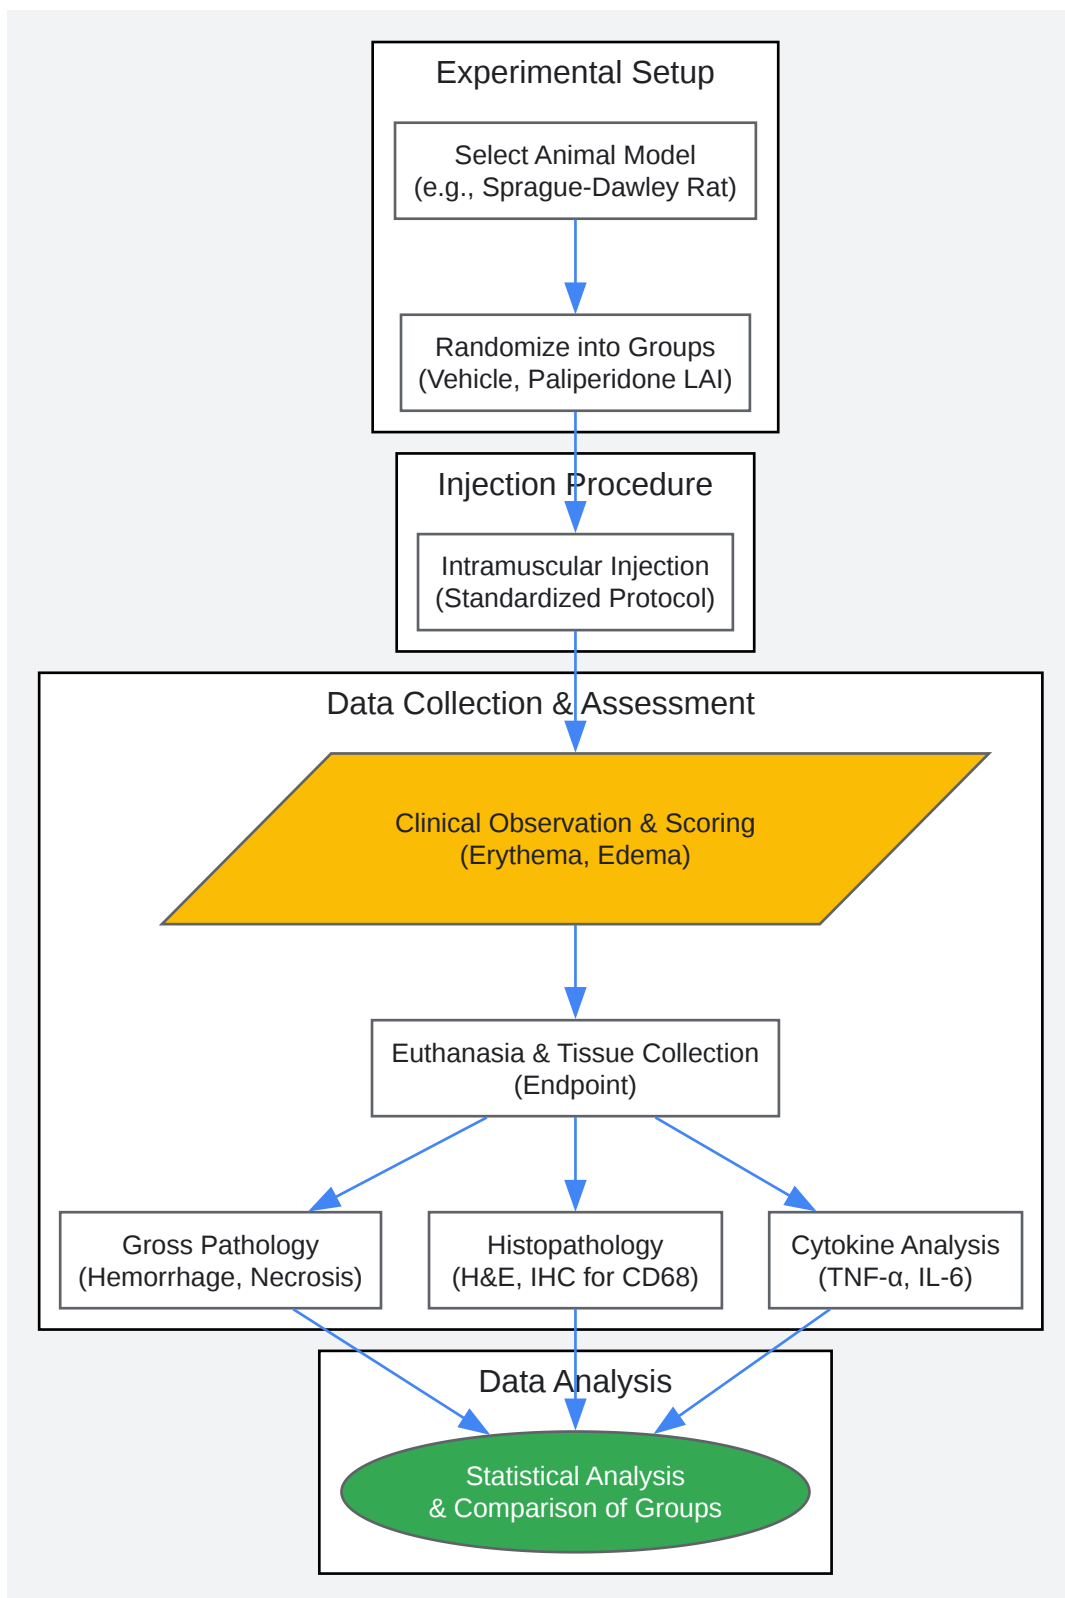 Experimental Setup
Select Animal Model
(e.g., Sprague-Dawley Rat)
Randomize into Groups
(Vehicle, Paliperidone LAI)
Injection Procedure
Intramuscular Injection
(Standardized Protocol)
Data Collection & Assessment
Clinical Observation & Scoring
(Erythema, Edema)
Euthanasia & Tissue Collection
(Endpoint)
Gross Pathology
(Hemorrhage, Necrosis)
Histopathology
(H&E, IHC for CD68)
Cytokine Analysis
(TNF-α, IL-6)
Data Analysis
Statistical Analysis
& Comparison of Groups